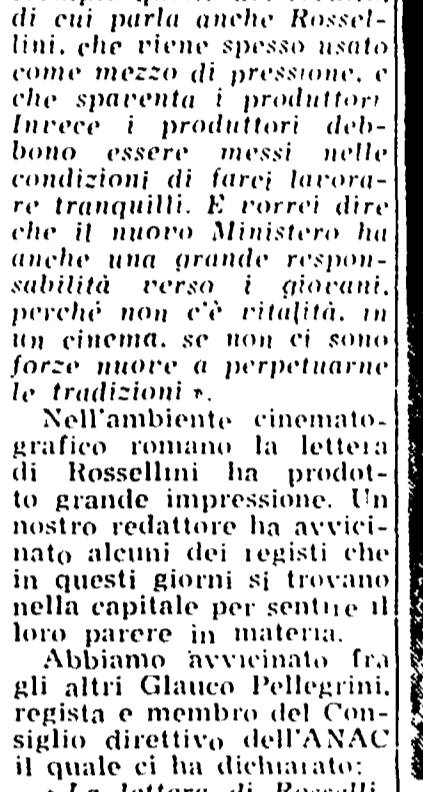 di cui parla anche Rossel-
lini, che viene spesso usato
come mezzo di pressione, e
che spaventa i produttori
Invece i produttori deb-
bono essere messi nelle
condizioni di farci lavora-
re tranquilli. E vorrei dire
che il nuovo Ministero ha
anche una grande respon-
sabilità verso i giovani,
perché non c'è vitalità, in
un cinema, se non ci sono
forze nuove a perpetuarne
le tradizioni ».
Nell'ambiente cinemato-
grafico romano la lettera
di Rossellini ha prodot-
to grande impressione. Un
nostro redattore ha avvici-
nato alcuni dei registi che
in questi giorni si trovano
nella capitale per sentire il
loro parere in materia.
Abbiamo avvicinato fra
gli altri Glauco Pellegrini,
regista e membro del Con-
siglio direttivo dell'ANAC
il quale ci ha dichiarato:
« La lettera di Rosselli